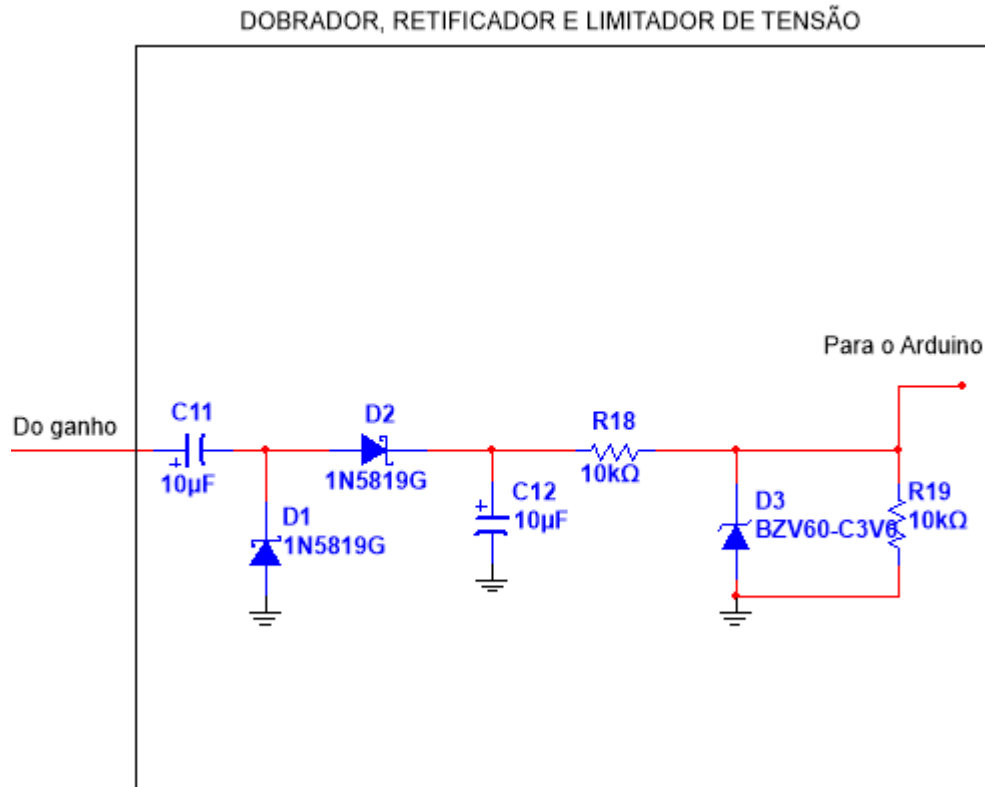 DOBRADOR, RETIFICADOR E LIMITADOR DE TENSÃO
Para o Arduino
Do ganho
C11
+
10µF
D2
1N5819G
R18
10kΩ
D1
1N5819G
+
C12
10µF
D3
BZV60-C3V6
R19
10kΩ